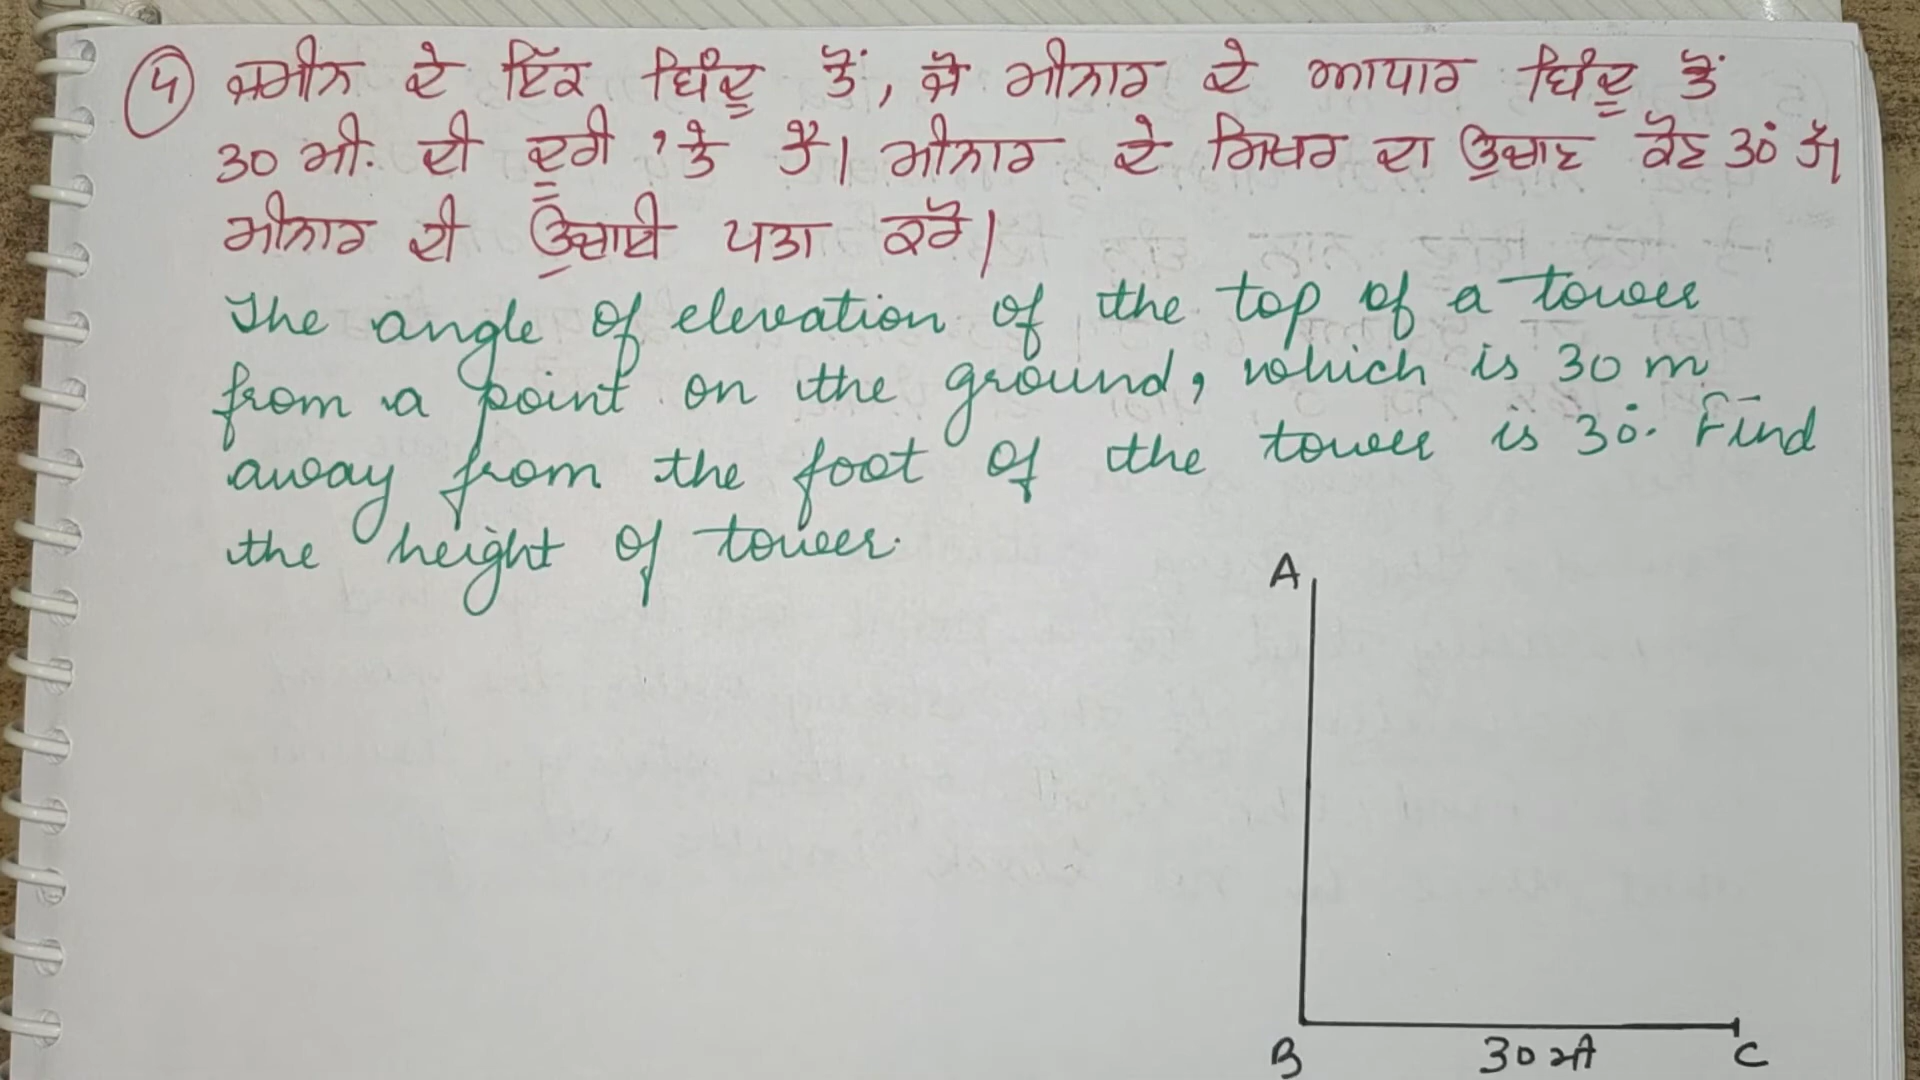 4 ਜ਼ਮੀਨ ਦੇ ਇੱਕ ਬਿੰਦੂ ਤੋਂ, ਜੋ ਮੀਨਾਰ ਦੇ ਆਧਾਰ ਬਿੰਦੂ ਤੋਂ
30 ਮੀ. ਦੀ ਦੂਰੀ 'ਤੇ ਹੈ। ਮੀਨਾਰ ਦੇ ਸਿਖਰ ਦਾ ਉਚਾਣ ਕੋਣ 30° ਹੈ।
ਮੀਨਾਰ ਦੀ ਉਚਾਈ ਪਤਾ ਕਰੋ।
The angle of elevation of the top of a tower
from a point on the ground, which is 30 m
away from the foot of the tower is 30°. Find
the height of tower.
A
B 30 ਮੀ C